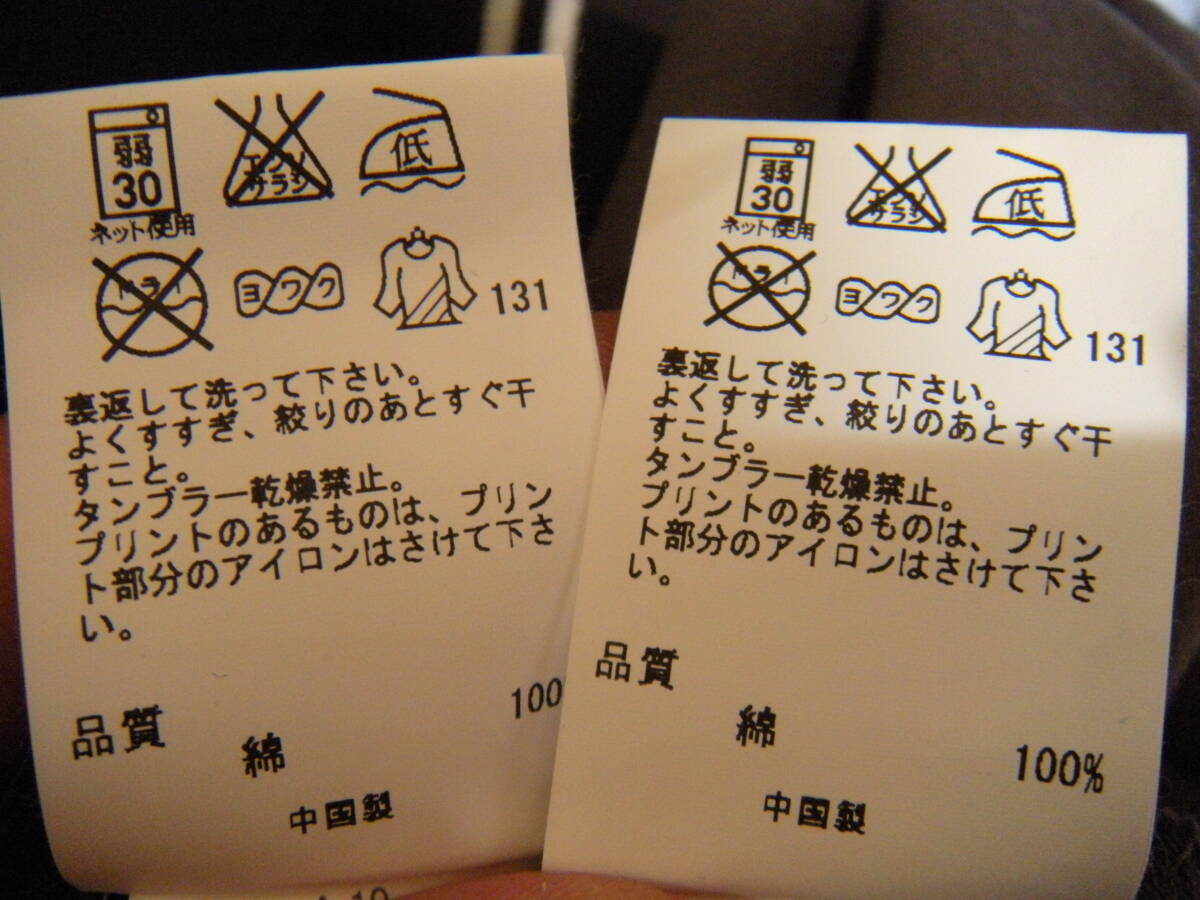 弱
30
ネット使用
エンソ
サラシ
低
ドライ
ヨワク
131
裏返して洗って下さい。
よくすすぎ、絞りのあとすぐ干
すこと。
タンブラー乾燥禁止。
プリントのあるものは、プリン
ト部分のアイロンはさけて下さ
い。
品質
綿
100
中国製
弱
30
ネット使用
エンソ
サラシ
低
ドライ
ヨワク
131
裏返して洗って下さい。
よくすすぎ、絞りのあとすぐ干
すこと。
タンブラー乾燥禁止。
プリントのあるものは、プリン
ト部分のアイロンはさけて下さ
い。
品質
綿
100%
中国製